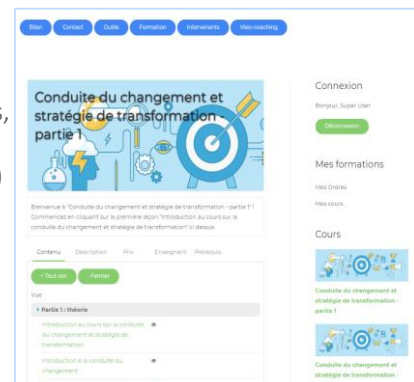 Bilan Contact Outils Formation Intervenants Visio-coaching
s,
)
Conduite du changement et
stratégie de transformation -
partie 1
Bienvenue à "Conduite du changement et stratégie de transformation - partie 1"!
Commencez en cliquant sur la première leçon "Introduction au cours sur la
conduite du changement et stratégie de transformation" ci dessus.
Contenu Description Prix Enseignant Prérequis
+ Tout voir - Fermer
Vue
Partie 1 : théorie
Introduction au cours sur la conduite
du changement et stratégie de
transformation
Introduction à la conduite du
changement
Connexion
Bonjour, Super User
Déconnexion
Mes formations
Mes Ordres
Mes cours
Cours
Conduite du changement et
stratégie de transformation -
partie 1
Conduite du changement et
stratégie de transformation -